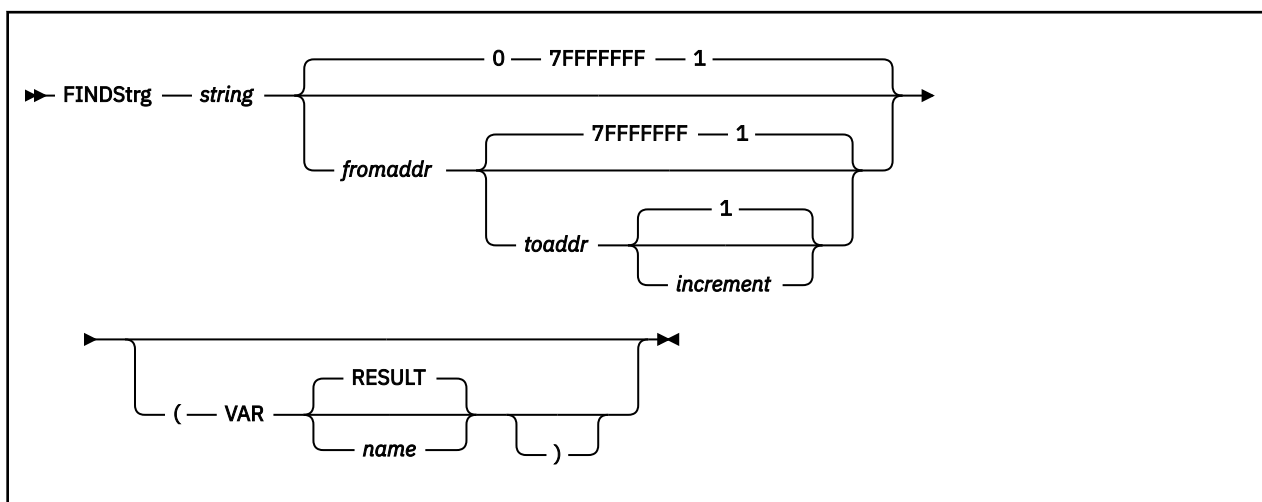 0 7FFFFFFF 1
FINDStrg string
7FFFFFFF 1
fromaddr
1
toaddr
increment
RESULT
( VAR
name
)